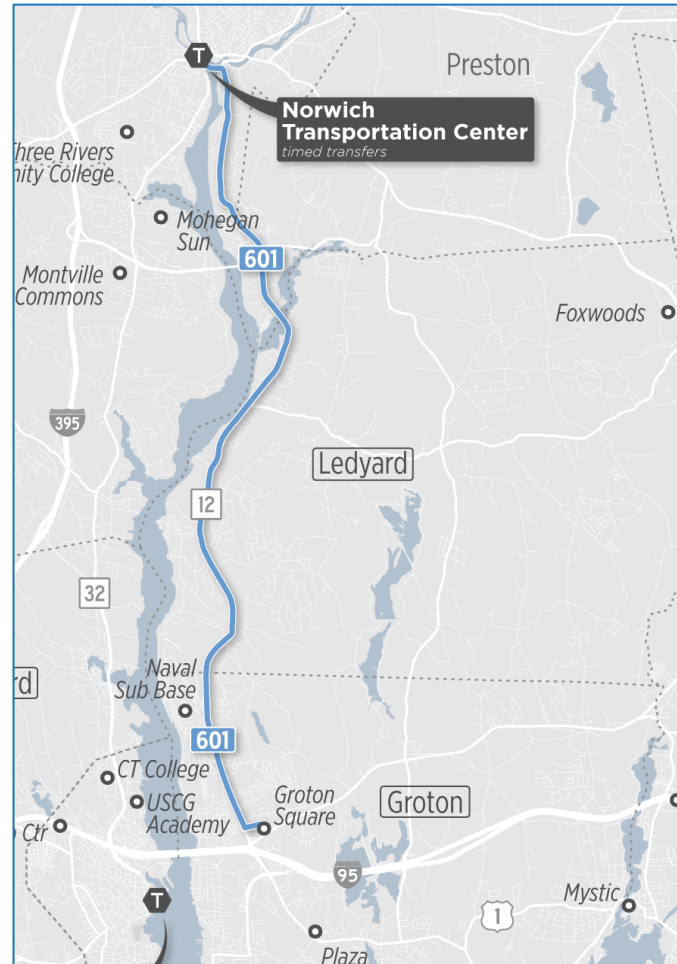 T
Preston
Norwich
Transportation Center
timed transfers
Three Rivers
nity College
Mohegan
Sun
601
Montville
Commons
Foxwoods
395
Ledyard
12
32
Naval
Sub Base
rd
601
CT College
USCG
Academy
Groton
Square
Groton
Ctr
95
T
Mystic
1
Plaza